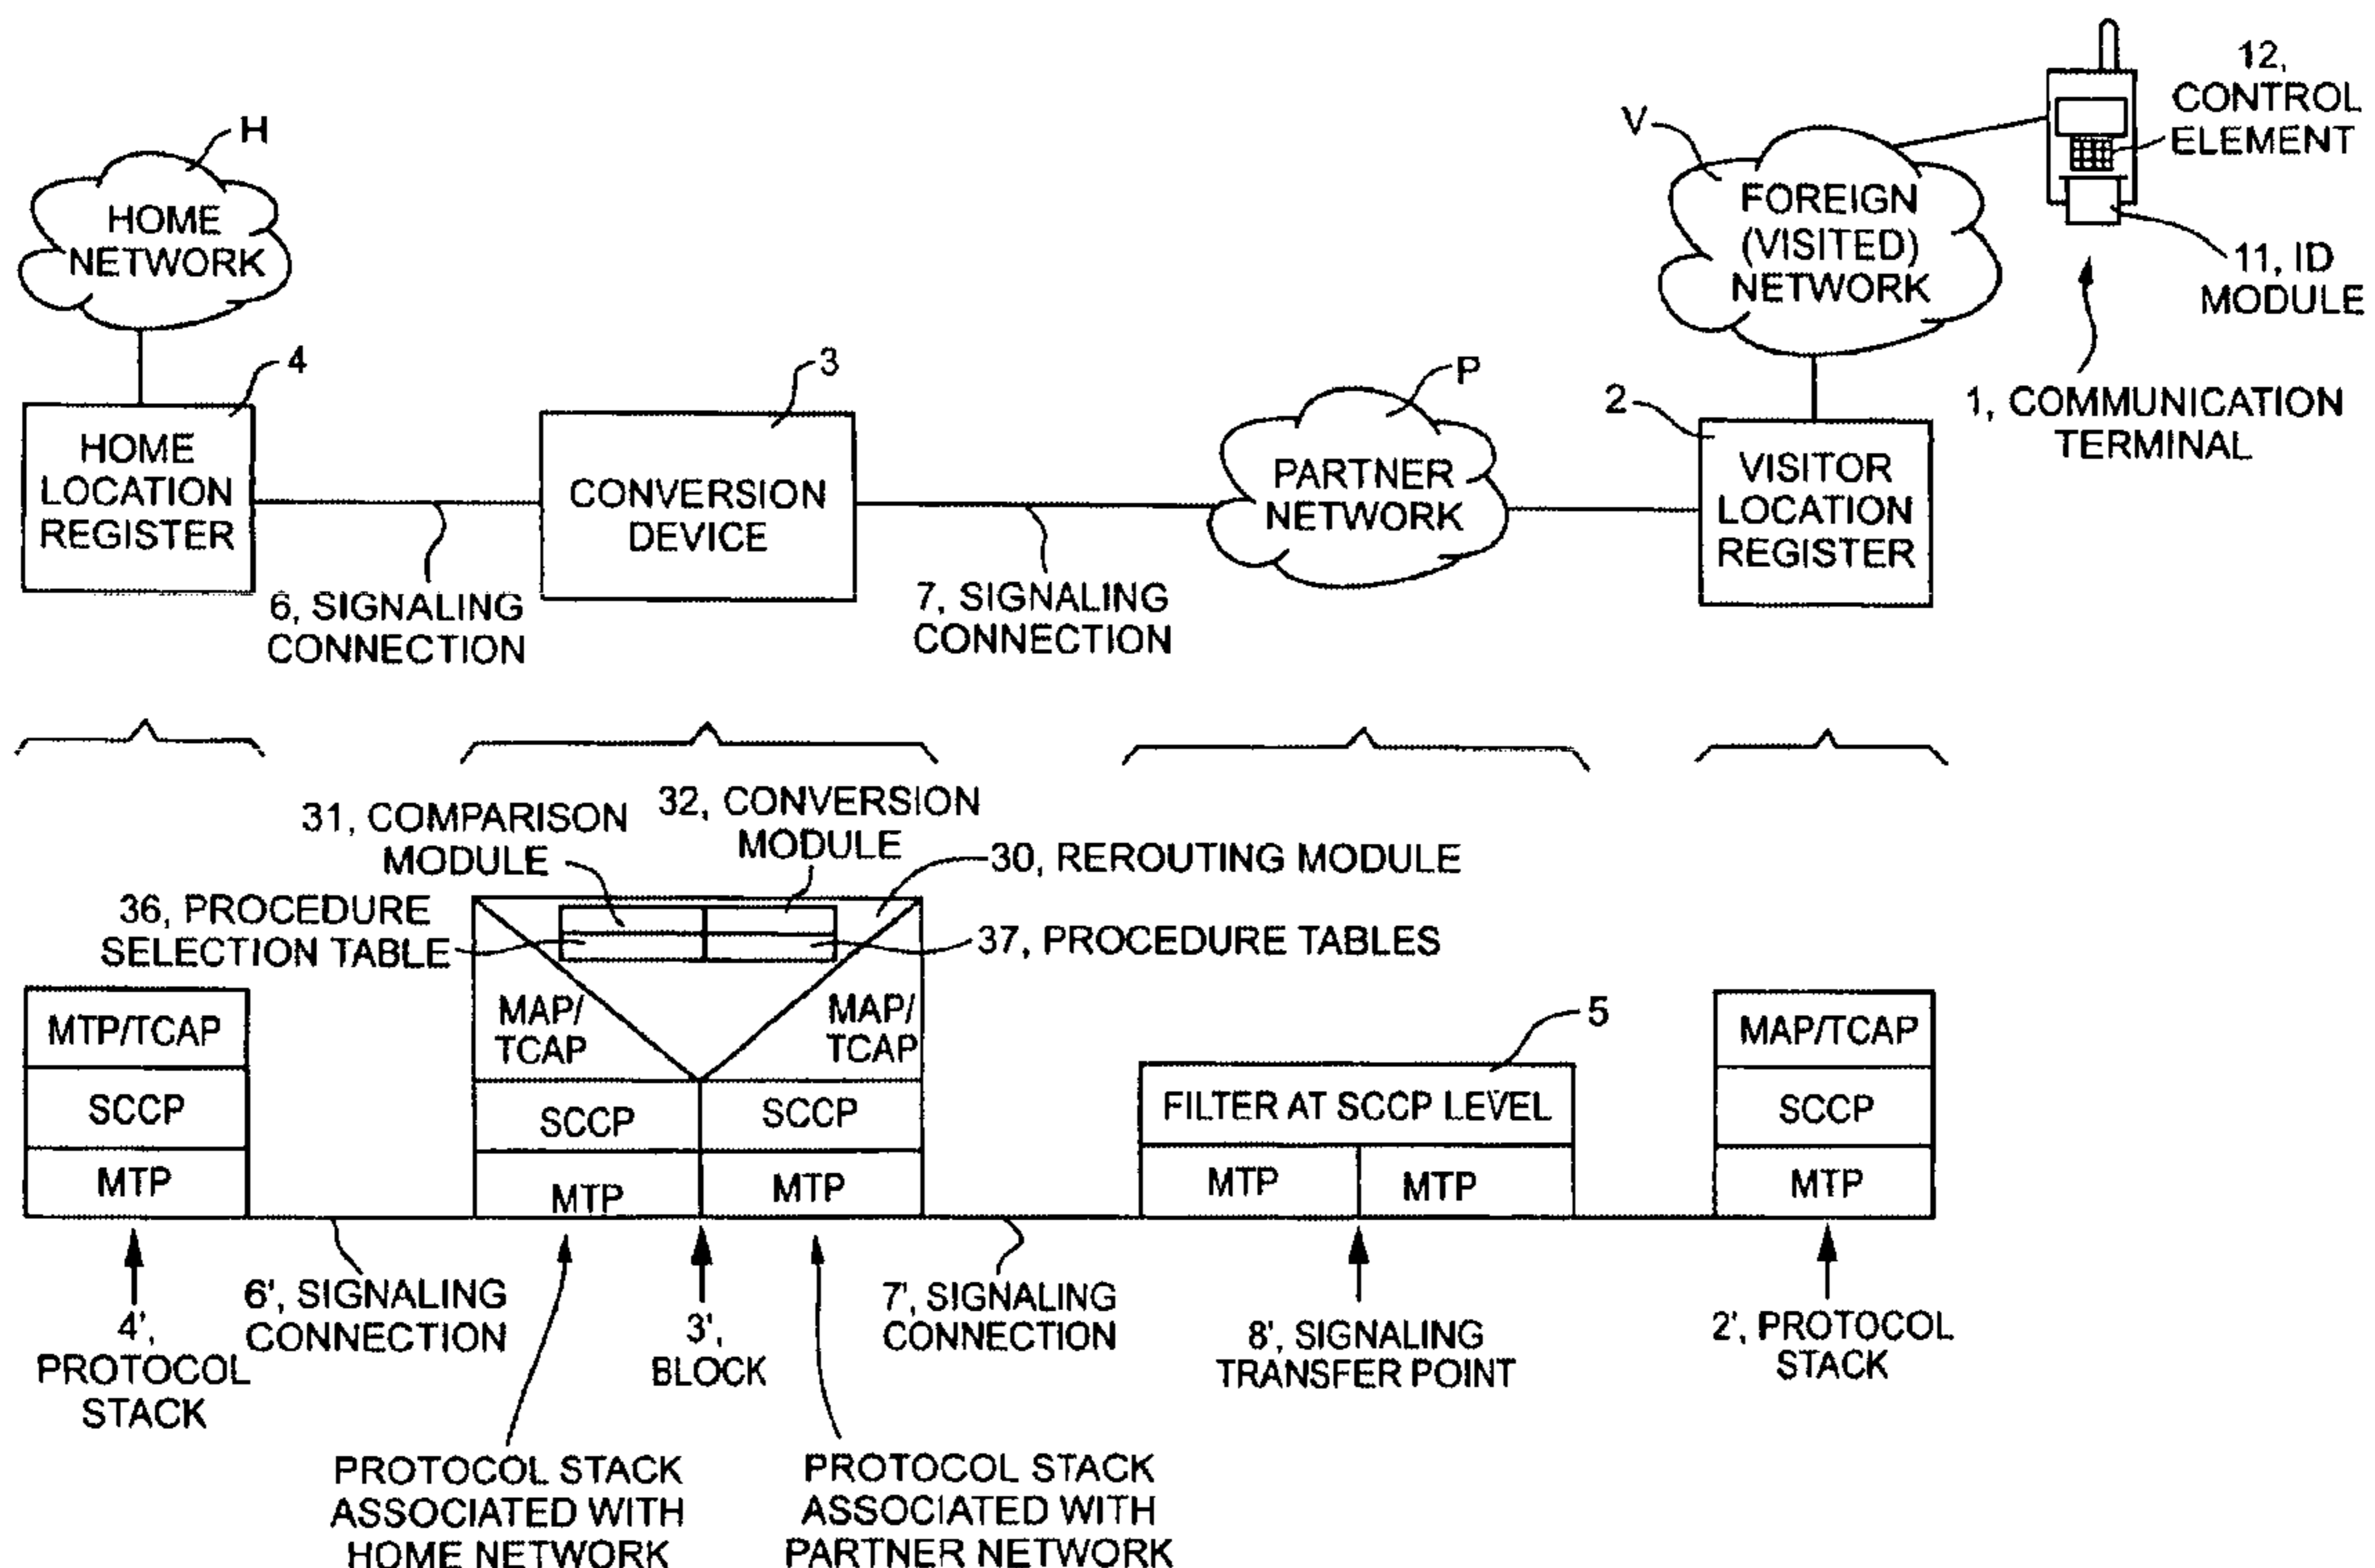 H
HOME
NETWORK
V
FOREIGN
(VISITED)
NETWORK
12,
CONTROL
ELEMENT
11, ID
MODULE
1, COMMUNICATION
TERMINAL
4
HOME
LOCATION
REGISTER
3
CONVERSION
DEVICE
P
PARTNER
NETWORK
2
VISITOR
LOCATION
REGISTER
6, SIGNALING
CONNECTION
7, SIGNALING
CONNECTION
31, COMPARISON
MODULE
32, CONVERSION
MODULE
30, REROUTING MODULE
36, PROCEDURE
SELECTION TABLE
37, PROCEDURE TABLES
MTP/TCAP
SCCP
MTP
MAP/
TCAP
MAP/
TCAP
SCCP
SCCP
MTP
MTP
5
FILTER AT SCCP LEVEL
MTP
MTP
MAP/TCAP
SCCP
MTP
4',
PROTOCOL
STACK
6', SIGNALING
CONNECTION
3',
BLOCK
7', SIGNALING
CONNECTION
8', SIGNALING
TRANSFER POINT
2', PROTOCOL
STACK
PROTOCOL STACK
ASSOCIATED WITH
HOME NETWORK
PROTOCOL STACK
ASSOCIATED WITH
PARTNER NETWORK